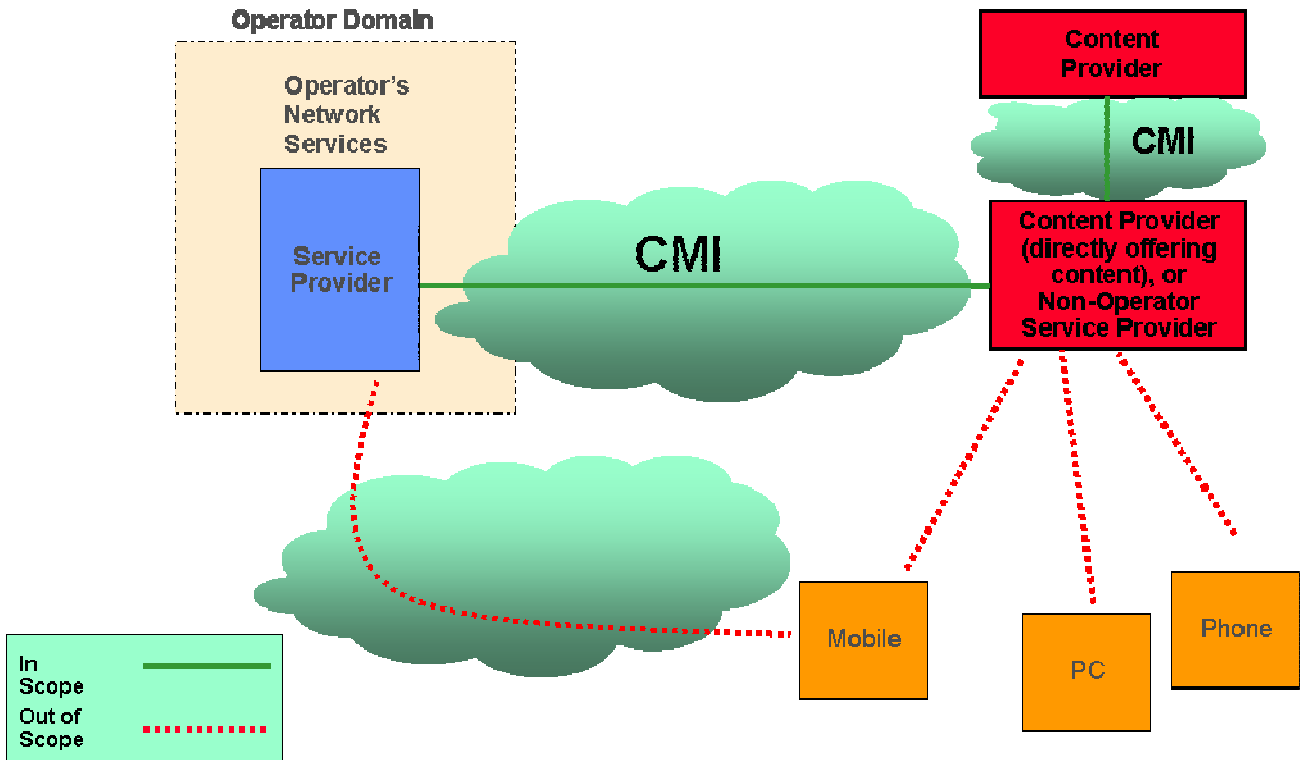 Operator Domain
Operator's
Network
Services
Service
Provider
CMI
Content
Provider
CMI
Content Provider
(directly offering
content), or
Non-Operator
Service Provider
Mobile
PC
Phone
In
Scope
Out of
Scope